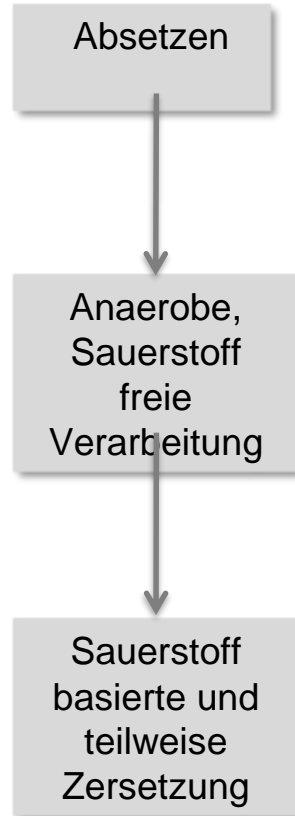 Absetzen
Anaerobe,
Sauerstoff
freie
Verarbeitung
Sauerstoff
basierte und
teilweise
Zersetzung